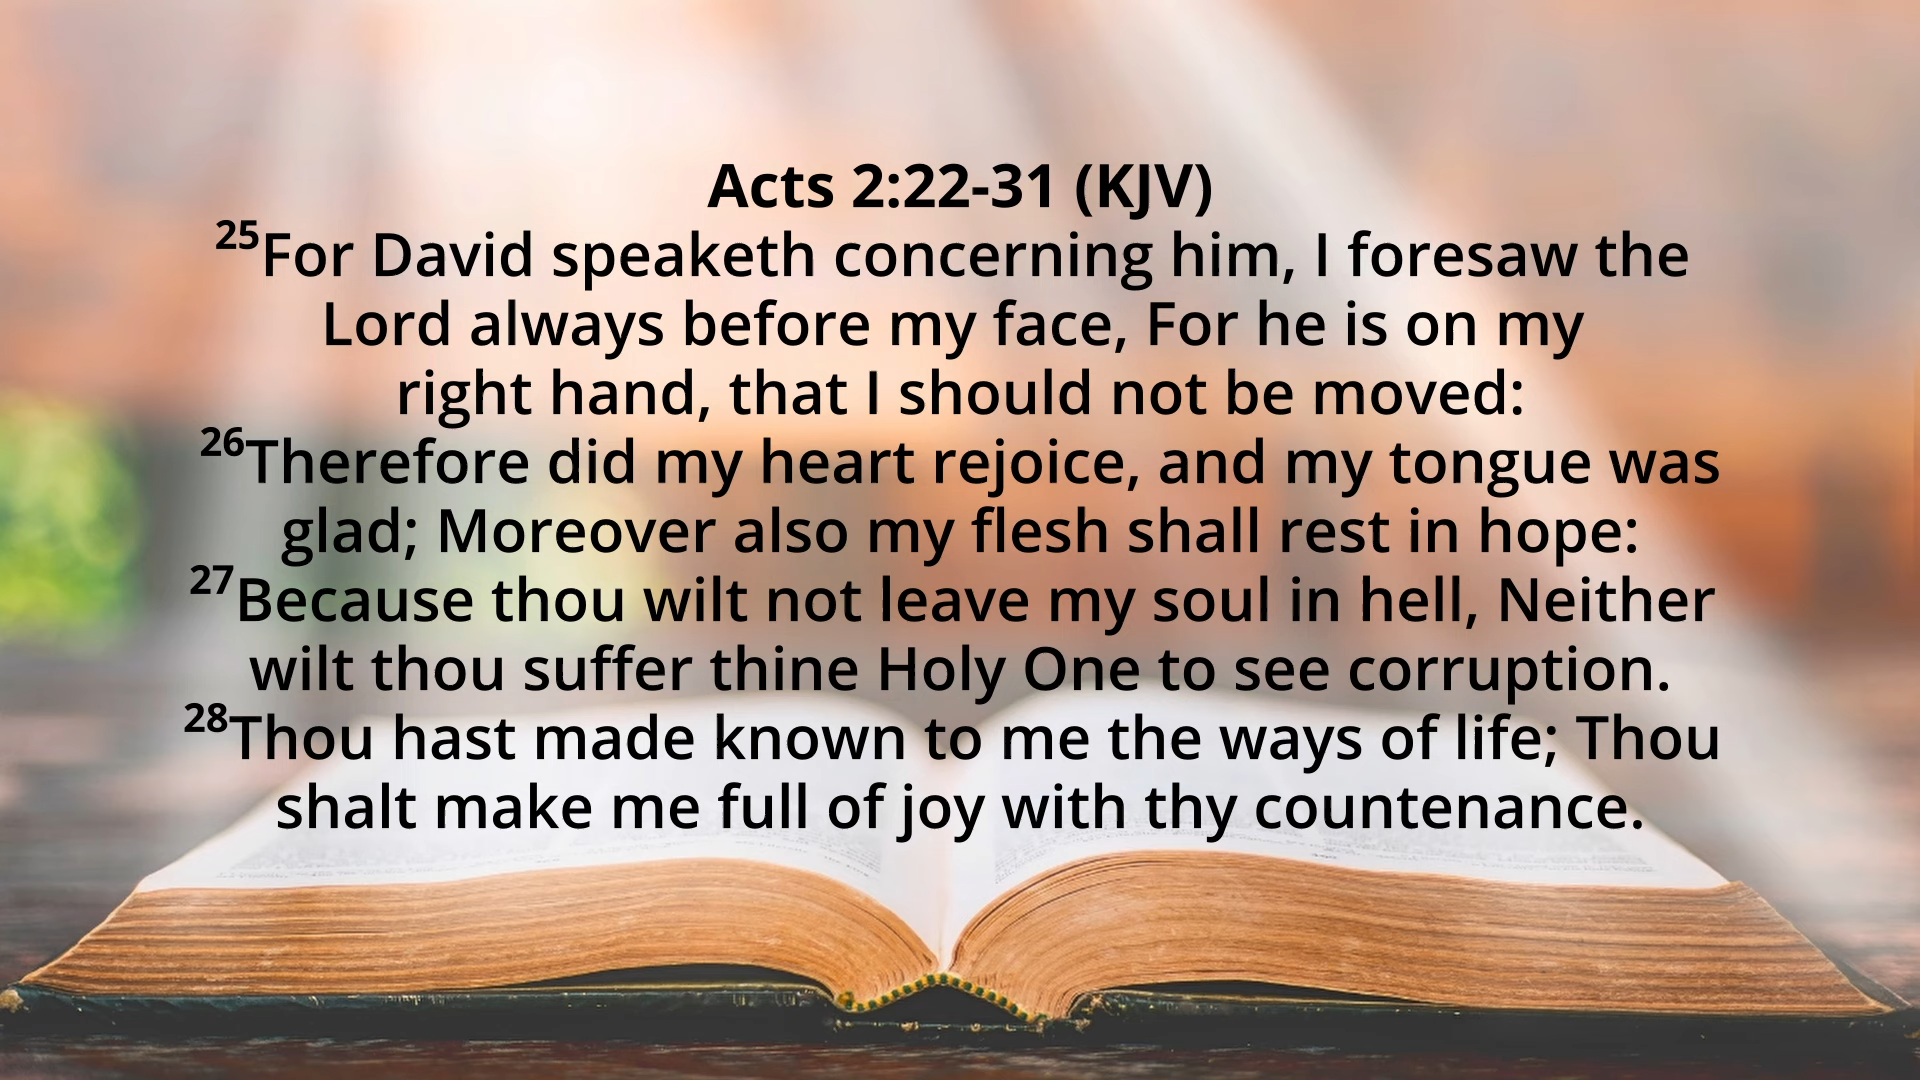 Acts 2:22-31 (KJV)
25For David speaketh concerning him, I foresaw the
Lord always before my face, For he is on my
right hand, that I should not be moved:
26Therefore did my heart rejoice, and my tongue was
glad; Moreover also my flesh shall rest in hope:
27Because thou wilt not leave my soul in hell, Neither
wilt thou suffer thine Holy One to see corruption.
28Thou hast made known to me the ways of life; Thou
shalt make me full of joy with thy countenance.